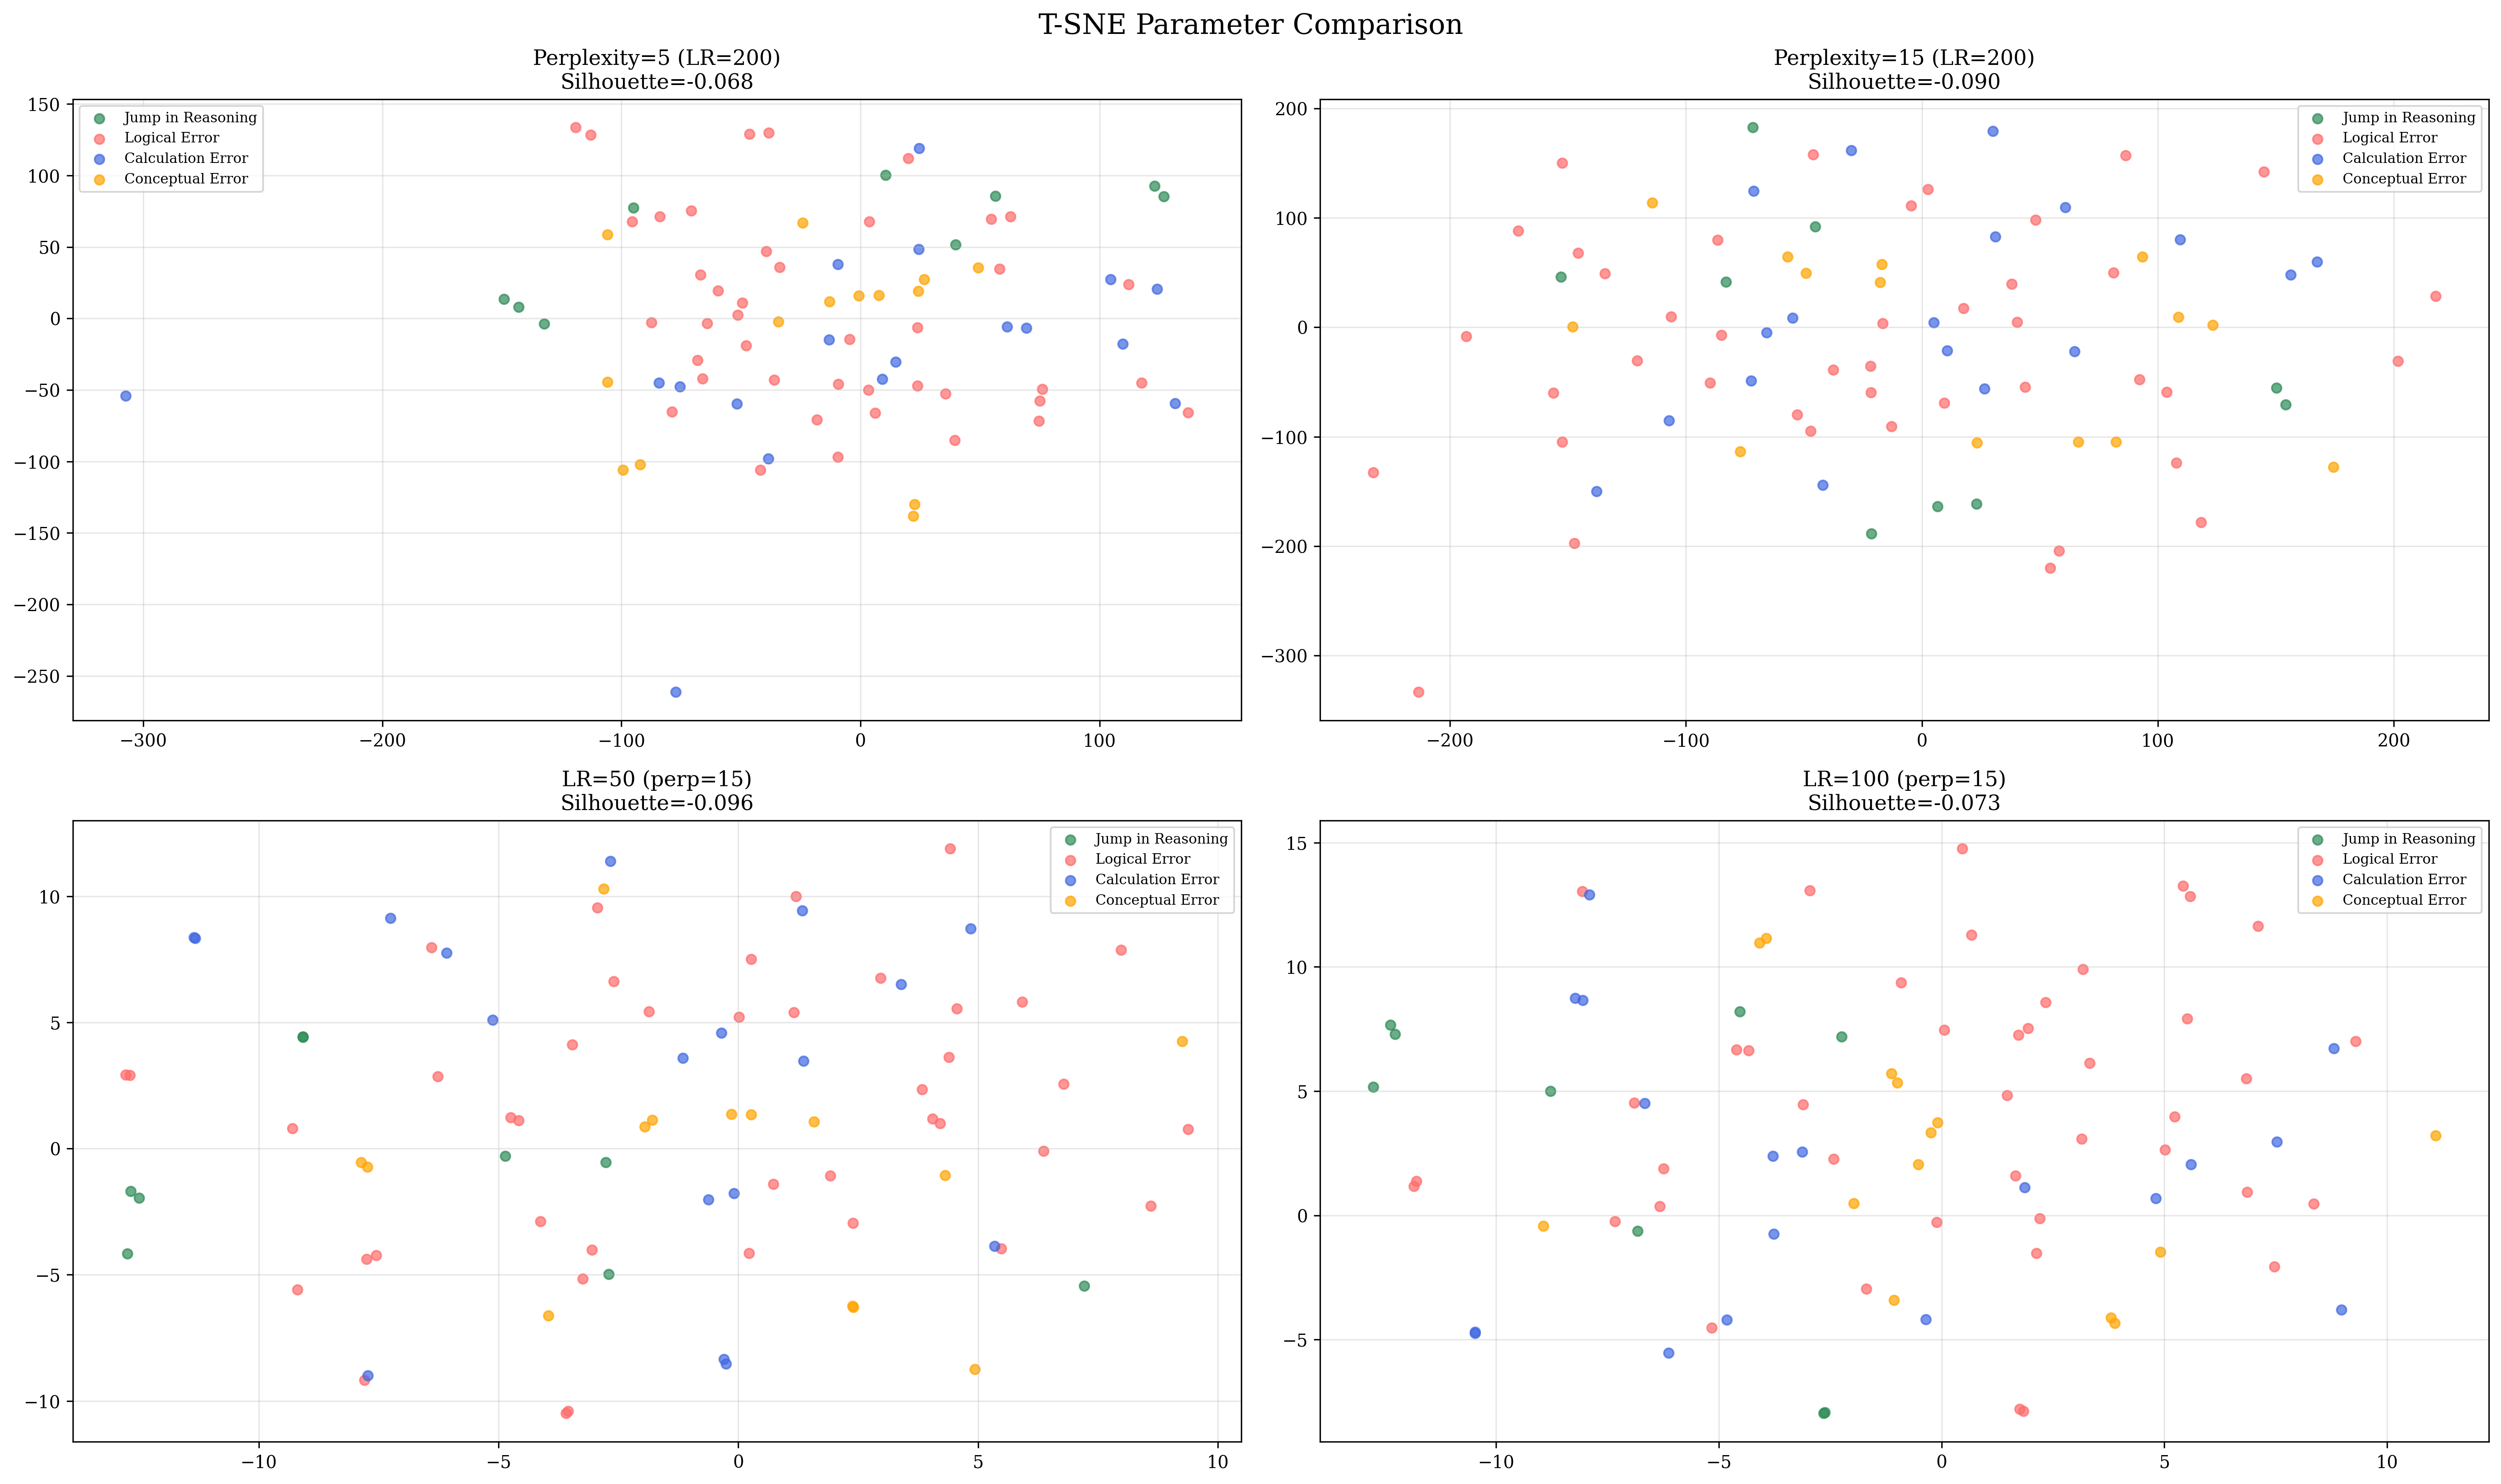 T-SNE Parameter Comparison
Perplexity=5 (LR=200)
Silhouette=-0.068
150
100
50
0
−50
−100
−150
−200
−250
−300
−200
−100
0
100
Jump in Reasoning
Logical Error
Calculation Error
Conceptual Error
Perplexity=15 (LR=200)
Silhouette=-0.090
200
100
0
−100
−200
−300
−200
−100
0
100
200
Jump in Reasoning
Logical Error
Calculation Error
Conceptual Error
LR=50 (perp=15)
Silhouette=-0.096
10
5
0
−5
−10
−10
−5
0
5
10
Jump in Reasoning
Logical Error
Calculation Error
Conceptual Error
LR=100 (perp=15)
Silhouette=-0.073
15
10
5
0
−5
−10
−5
0
5
10
Jump in Reasoning
Logical Error
Calculation Error
Conceptual Error